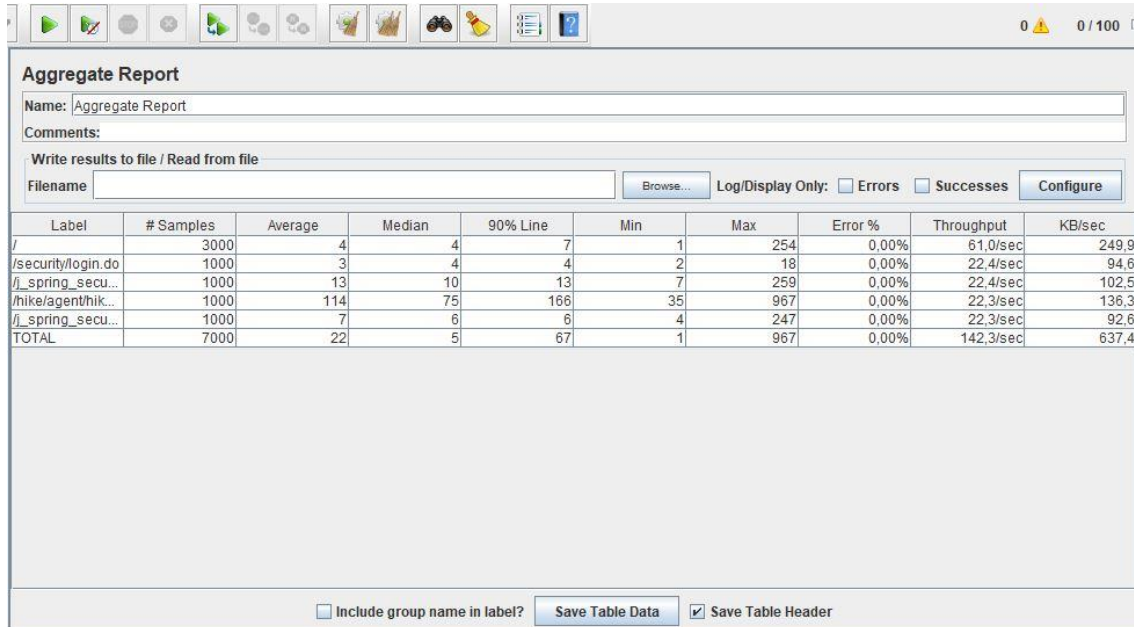 0 0 / 100
Aggregate Report
Name: Aggregate Report
Comments:
Write results to file / Read from file
Filename Browse... Log/Display Only: Errors Successes Configure
Label # Samples Average Median 90% Line Min Max Error % Throughput KB/sec
/ 3000 4 4 7 1 254 0,00% 61,0/sec 249,9
/security/login.do 1000 3 4 4 2 18 0,00% 22,4/sec 94,6
/j_spring_secu... 1000 13 10 13 7 259 0,00% 22,4/sec 102,5
/hike/agent/hik... 1000 114 75 166 35 967 0,00% 22,3/sec 136,3
/j_spring_secu... 1000 7 6 6 4 247 0,00% 22,3/sec 92,6
TOTAL 7000 22 5 67 1 967 0,00% 142,3/sec 637,4
Include group name in label? Save Table Data Save Table Header